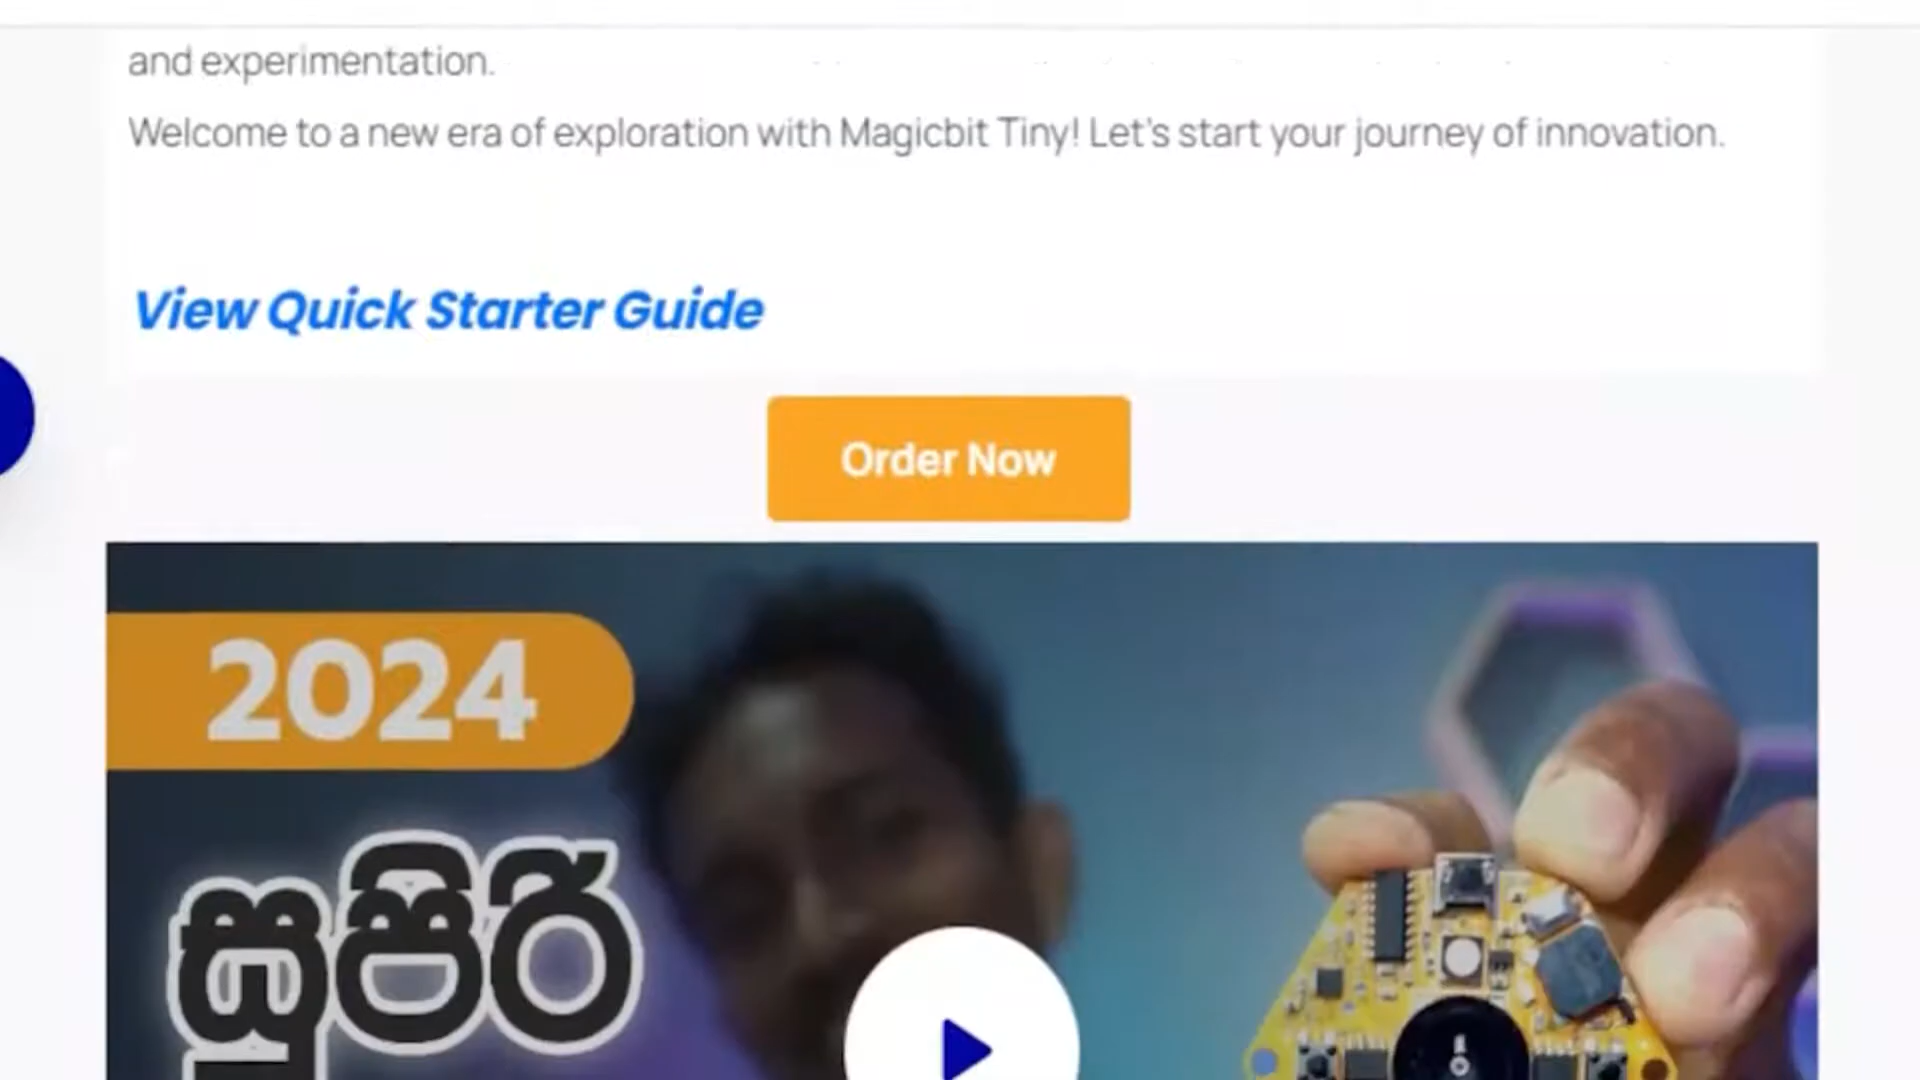 and experimentation.
Welcome to a new era of exploration with Magicbit Tiny! Let's start your journey of innovation.
View Quick Starter Guide
Order Now
2024
සුපිරි